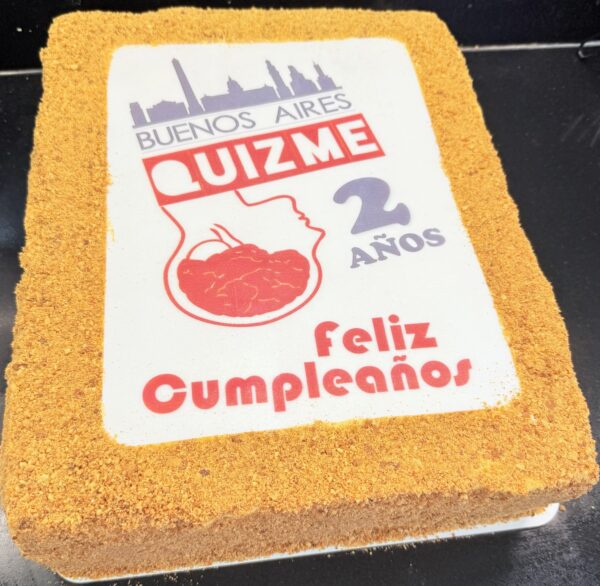 BUENOS AIRES
QUIZME
2
AÑOS
Feliz
Cumpleaños